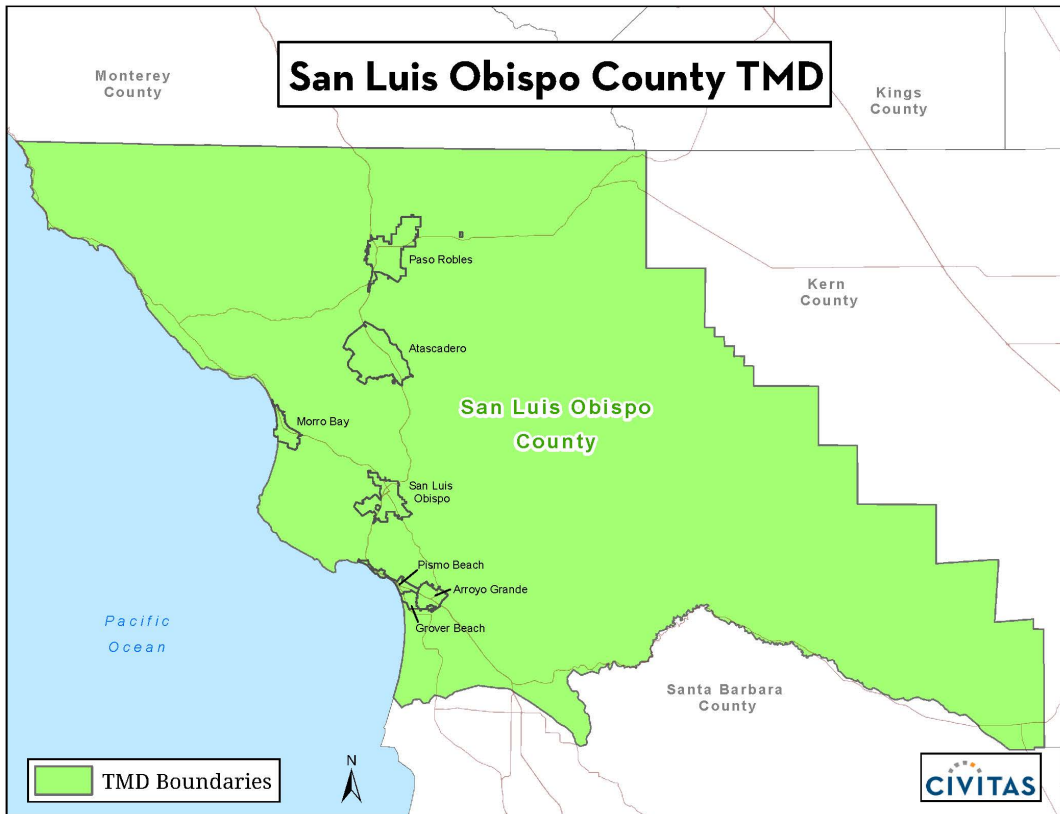 San Luis Obispo County TMD
Monterey
County
Kings
County
Paso Robles
Kern
County
Atascadero
San Luis Obispo
County
Morro Bay
San Luis
Obispo
Pismo Beach
Arroyo Grande
Grover Beach
Pacific
Ocean
Santa Barbara
County
TMD Boundaries
N
CIVITAS